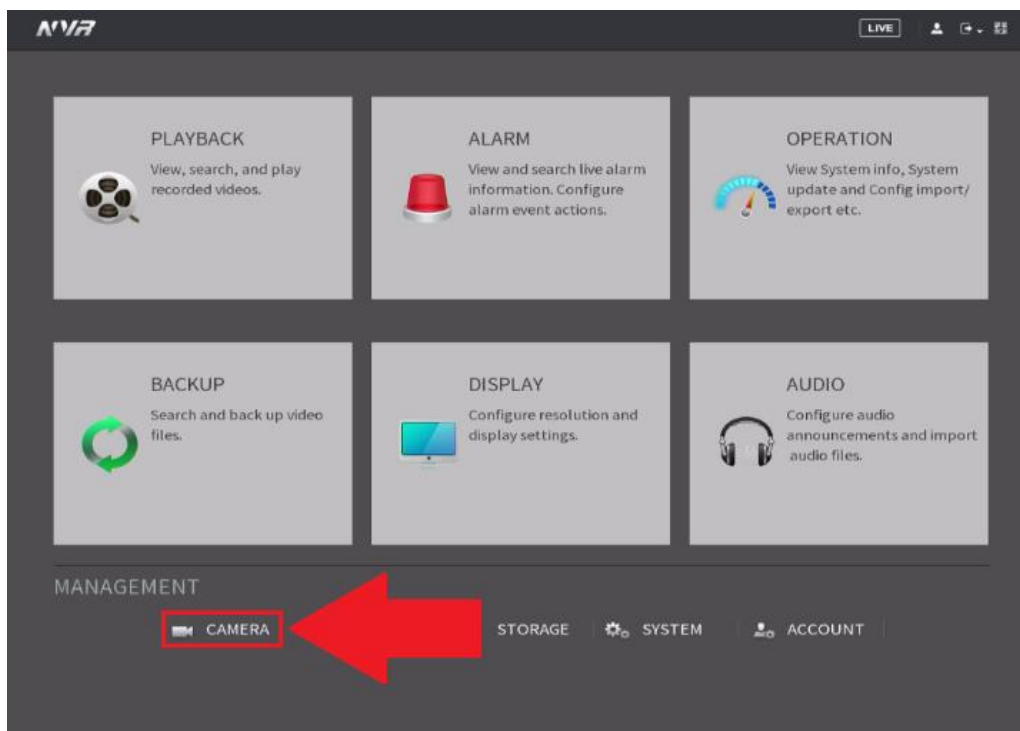 NVR
LIVE
PLAYBACK
View, search, and play
recorded videos.
ALARM
View and search live alarm
information. Configure
alarm event actions.
OPERATION
View System info, System
update and Config import/
export etc.
BACKUP
Search and back up video
files.
DISPLAY
Configure resolution and
display settings.
AUDIO
Configure audio
announcements and import
audio files.
MANAGEMENT
CAMERA
STORAGE
SYSTEM
ACCOUNT